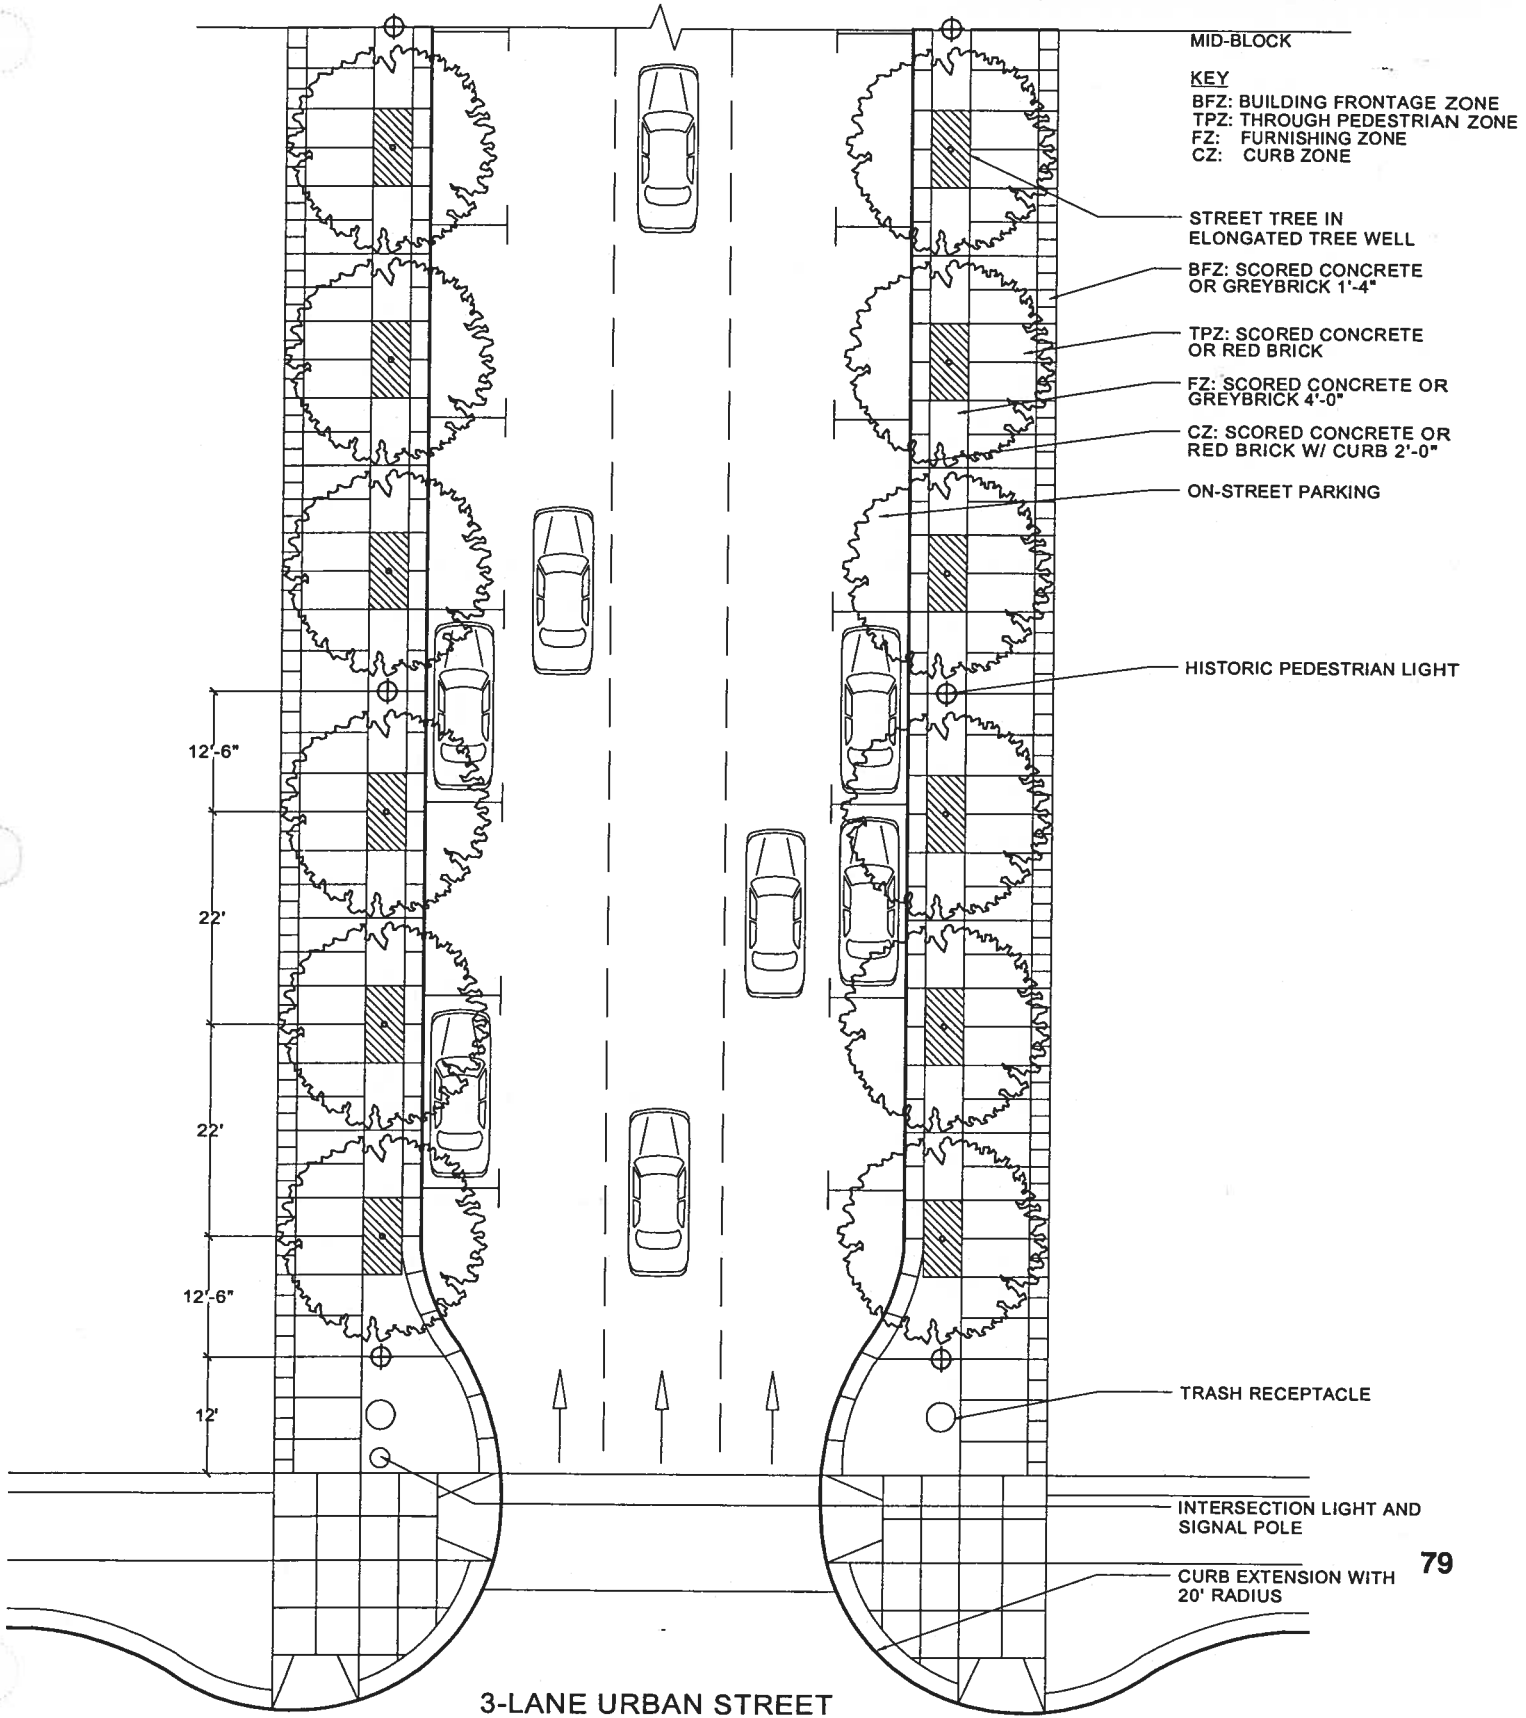 MID-BLOCK
KEY
BFZ: BUILDING FRONTAGE ZONE
TPZ: THROUGH PEDESTRIAN ZONE
FZ: FURNISHING ZONE
CZ: CURB ZONE
STREET TREE IN
ELONGATED TREE WELL
BFZ: SCORED CONCRETE
OR GREYBRICK 1'-4"
TPZ: SCORED CONCRETE
OR RED BRICK
FZ: SCORED CONCRETE OR
GREYBRICK 4'-0"
CZ: SCORED CONCRETE OR
RED BRICK W/ CURB 2'-0"
ON-STREET PARKING
HISTORIC PEDESTRIAN LIGHT
12'-6"
22'
22'
12'-6"
12'
TRASH RECEPTACLE
INTERSECTION LIGHT AND
SIGNAL POLE
79
CURB EXTENSION WITH
20' RADIUS
3-LANE URBAN STREET